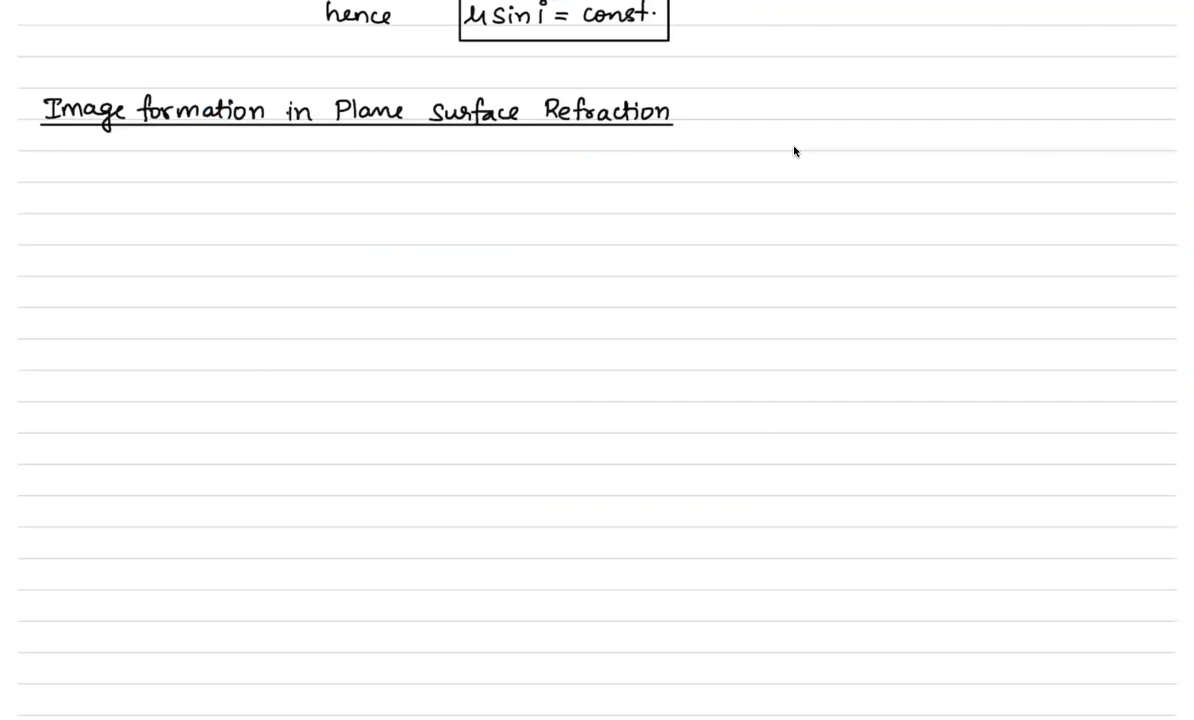 hence μ sin i = const.
Image formation in Plane Surface Refraction